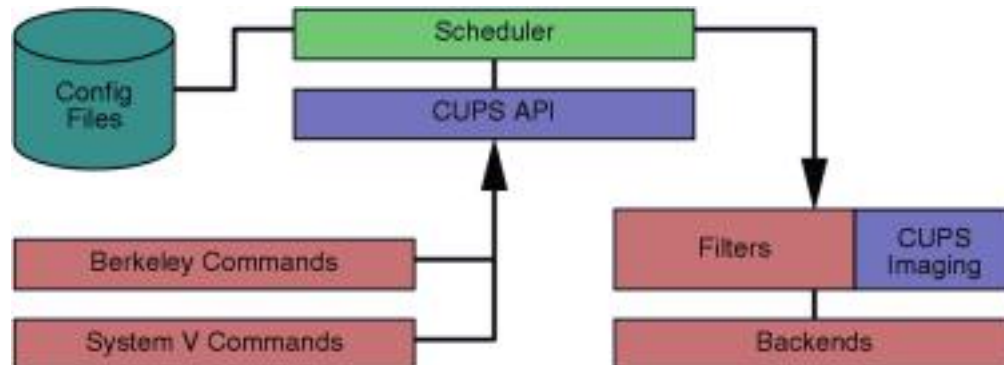 Scheduler
Config
Files
CUPS API
Berkeley Commands
Filters
CUPS
Imaging
System V Commands
Backends